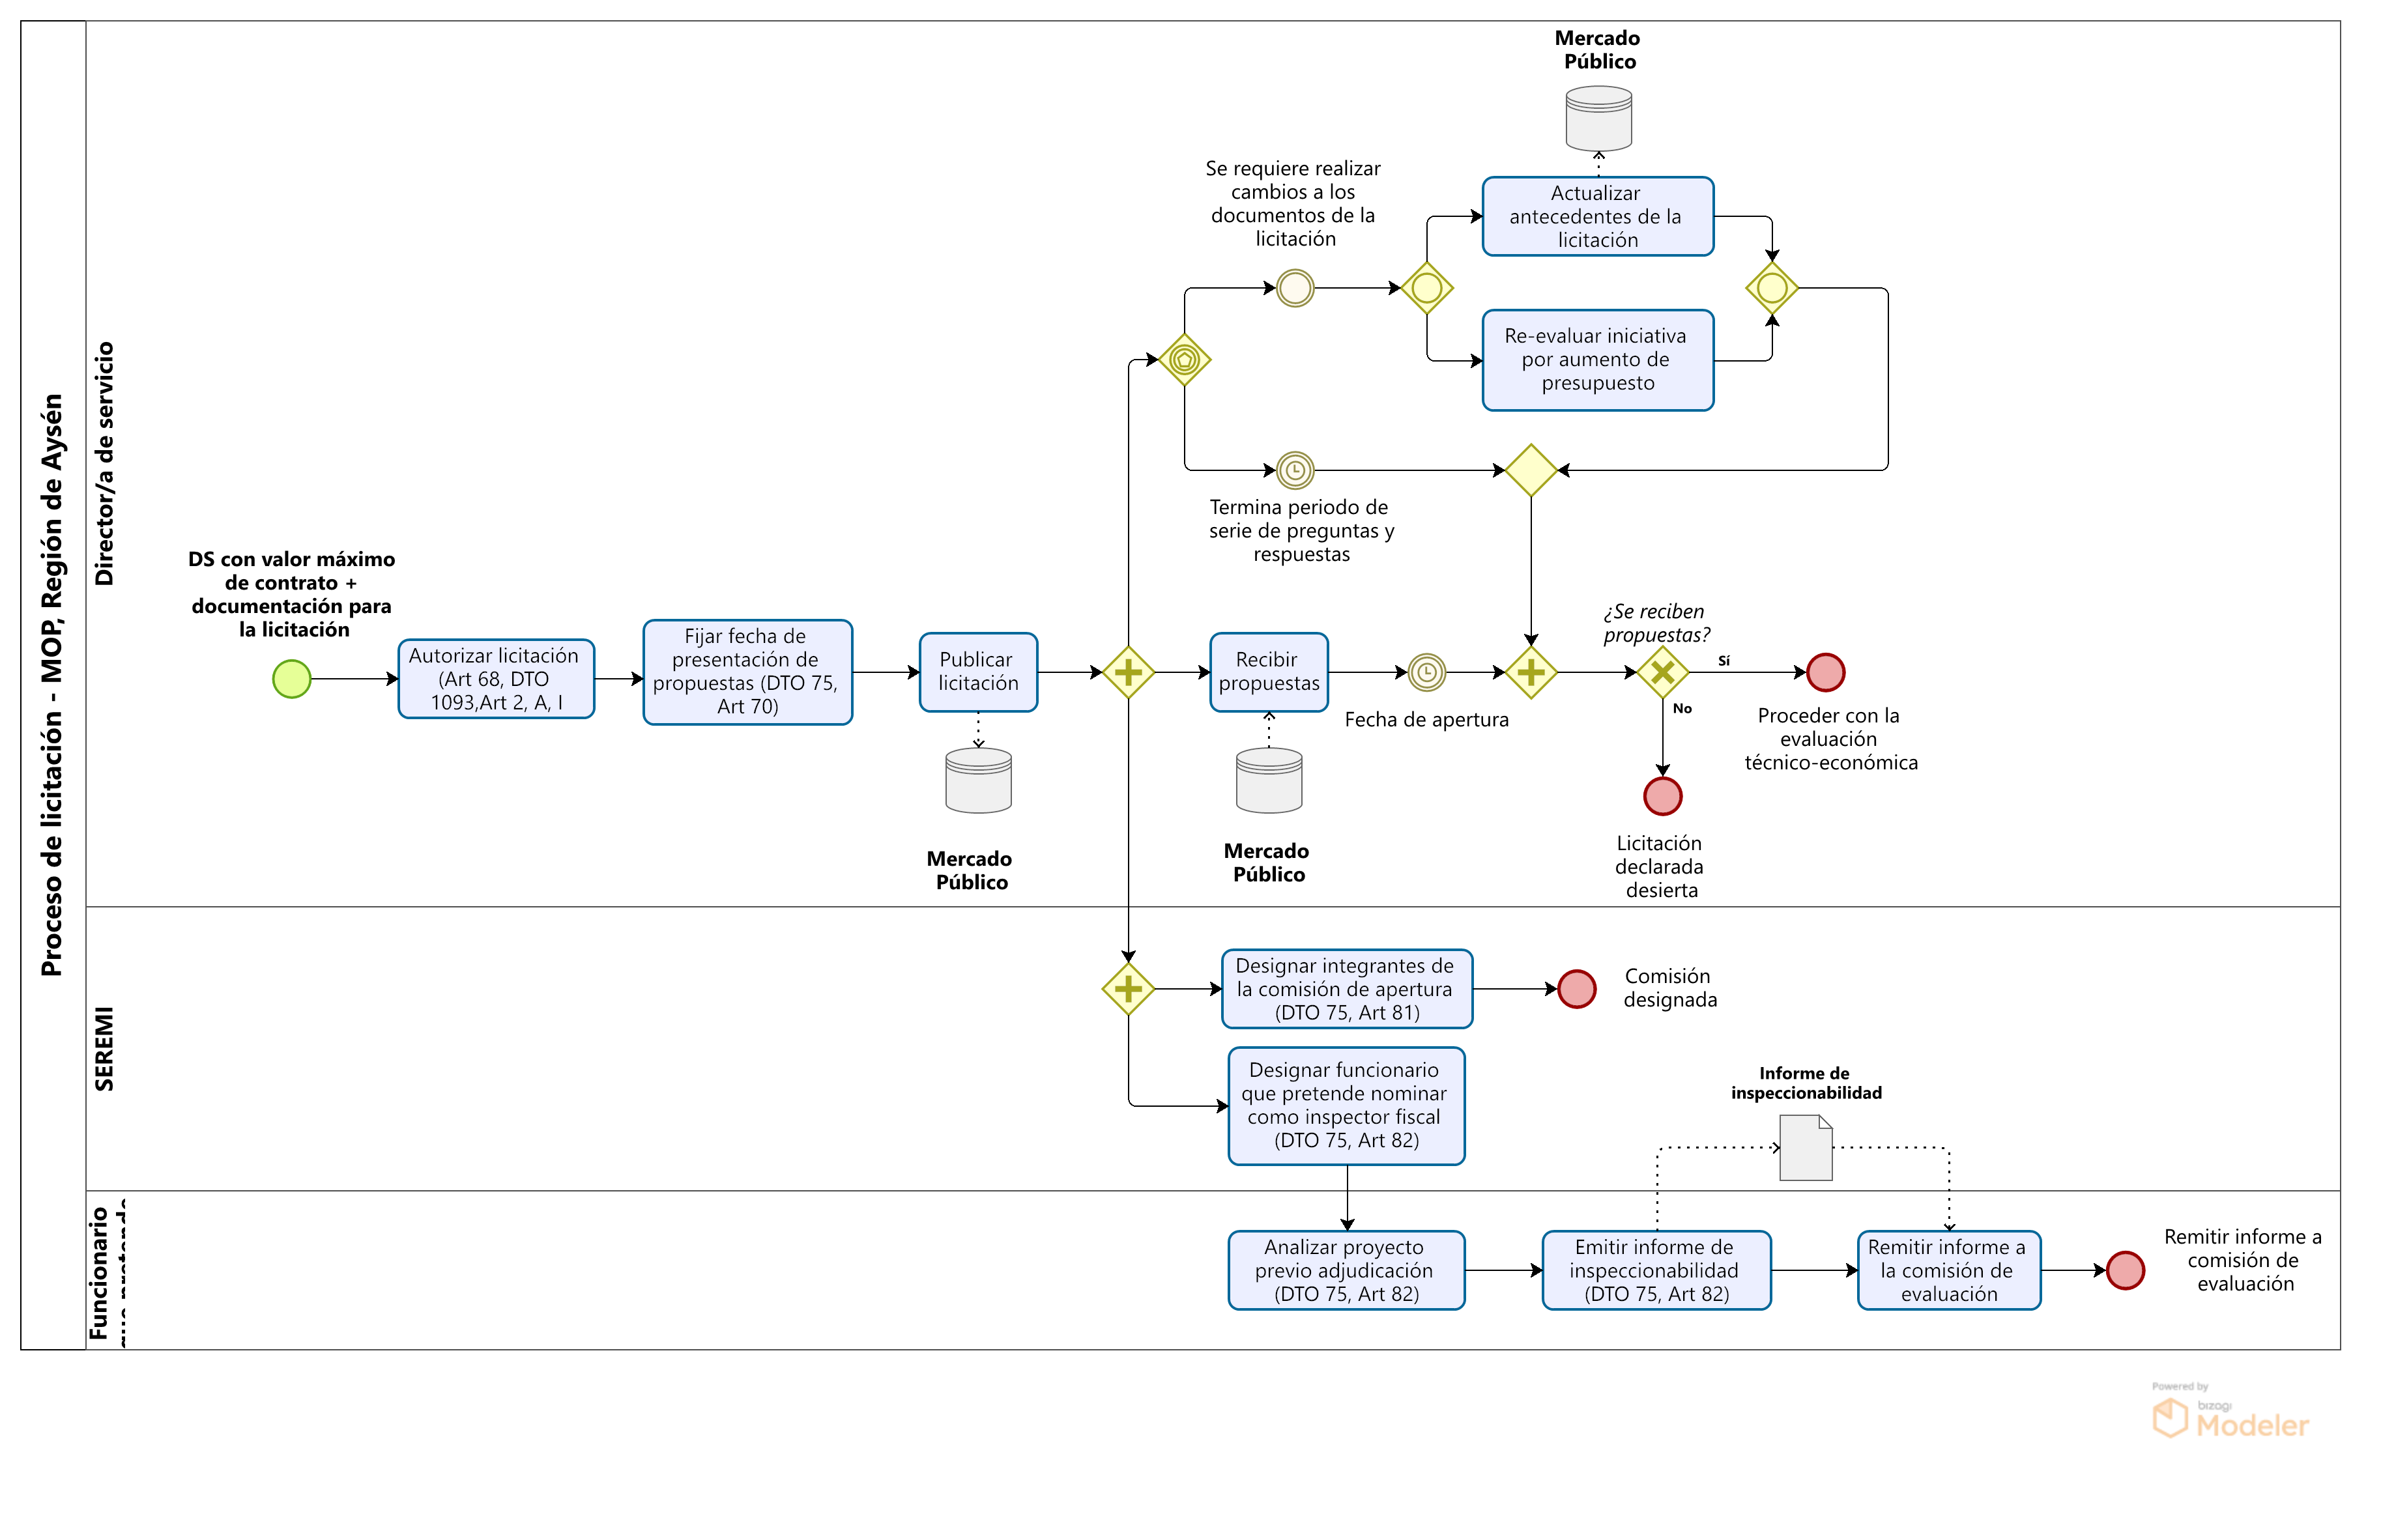 Proceso de licitación - MOP, Región de Aysén
Director/a de servicio
Mercado
Público
Se requiere realizar
cambios a los
documentos de la
licitación
Actualizar
antecedentes de la
licitación
Re-evaluar iniciativa
por aumento de
presupuesto
Termina periodo de
serie de preguntas y
respuestas
DS con valor máximo
de contrato +
documentación para
la licitación
Autorizar licitación
(Art 68, DTO
1093,Art 2, A, I
Fijar fecha de
presentación de
propuestas (DTO 75,
Art 70)
Publicar
licitación
Mercado
Público
Recibir
propuestas
Mercado
Público
Fecha de apertura
¿Se reciben
propuestas?
Sí
No
Proceder con la
evaluación
técnico-económica
Licitación
declarada
desierta
SEREMI
Designar integrantes de
la comisión de apertura
(DTO 75, Art 81)
Comisión
designada
Designar funcionario
que pretende nominar
como inspector fiscal
(DTO 75, Art 82)
Informe de
inspeccionabilidad
Funcionario
Analizar proyecto
previo adjudicación
(DTO 75, Art 82)
Emitir informe de
inspeccionabilidad
(DTO 75, Art 82)
Remitir informe a
la comisión de
evaluación
Remitir informe a
comisión de
evaluación
Powered by
bizagi
Modeler